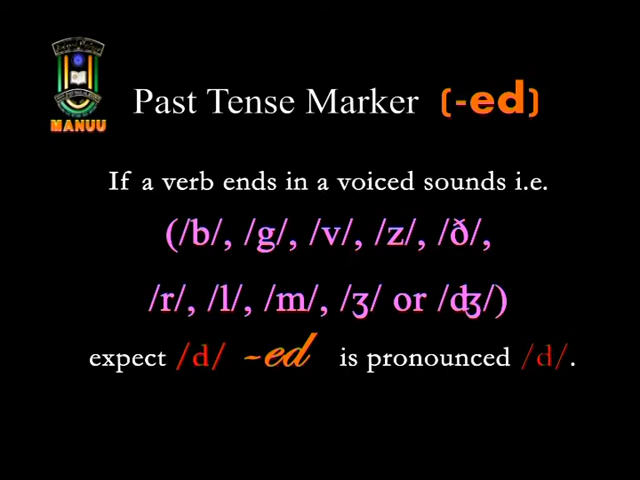 MANUU
Past Tense Marker (-ed)
If a verb ends in a voiced sounds i.e.
(/b/, /g/, /v/, /z/, /ð/,
/r/, /l/, /m/, /ʒ/ or /ʤ/)
expect /d/ -ed is pronounced /d/.